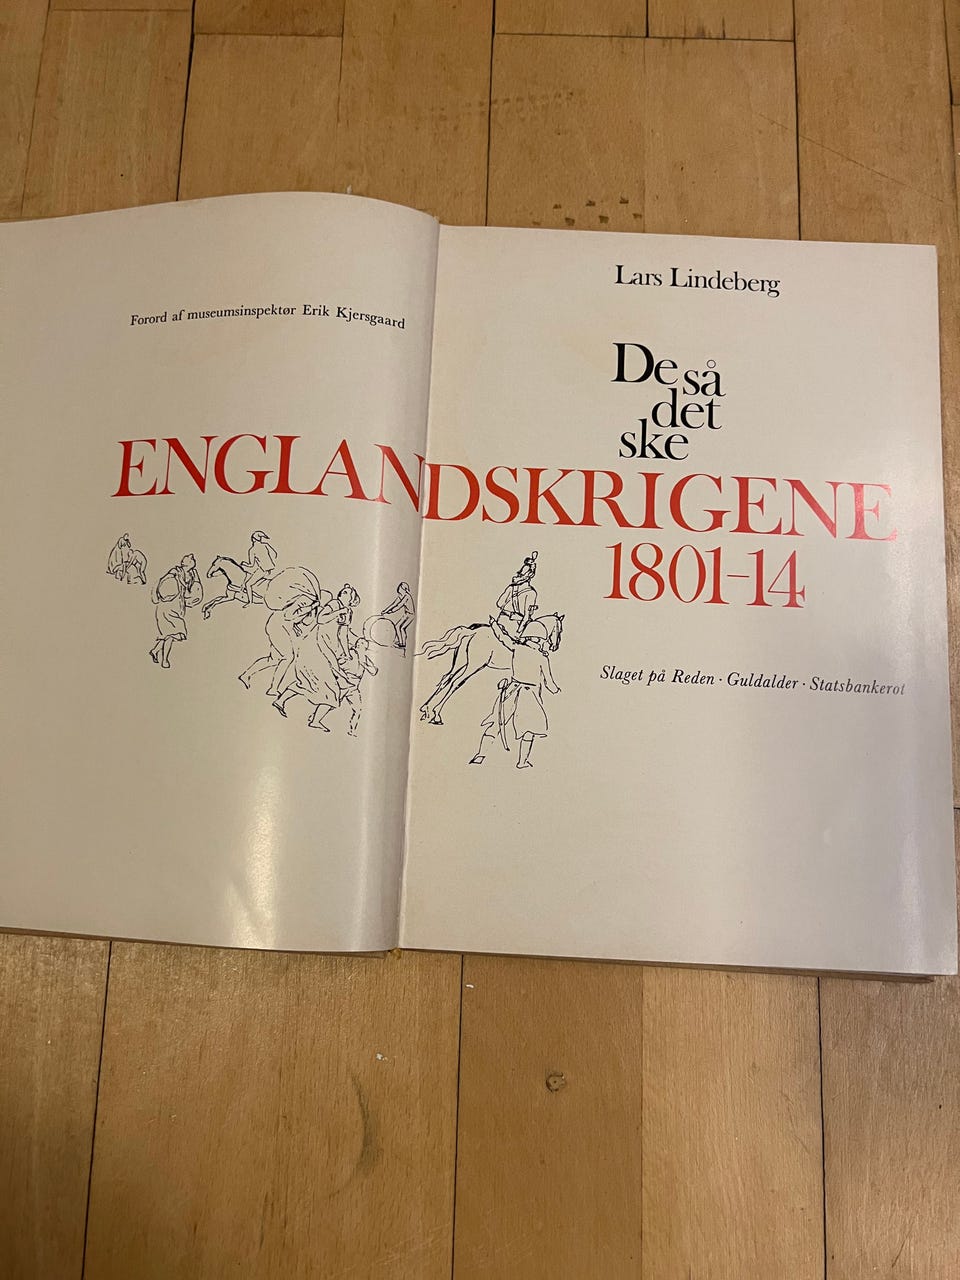 Forord af museumsinspektør Erik Kjersgaard
Lars Lindeberg
De så
det
ske
ENGLANDSKRIGENE
1801-14
Slaget på Reden · Guldalder · Statsbankerot